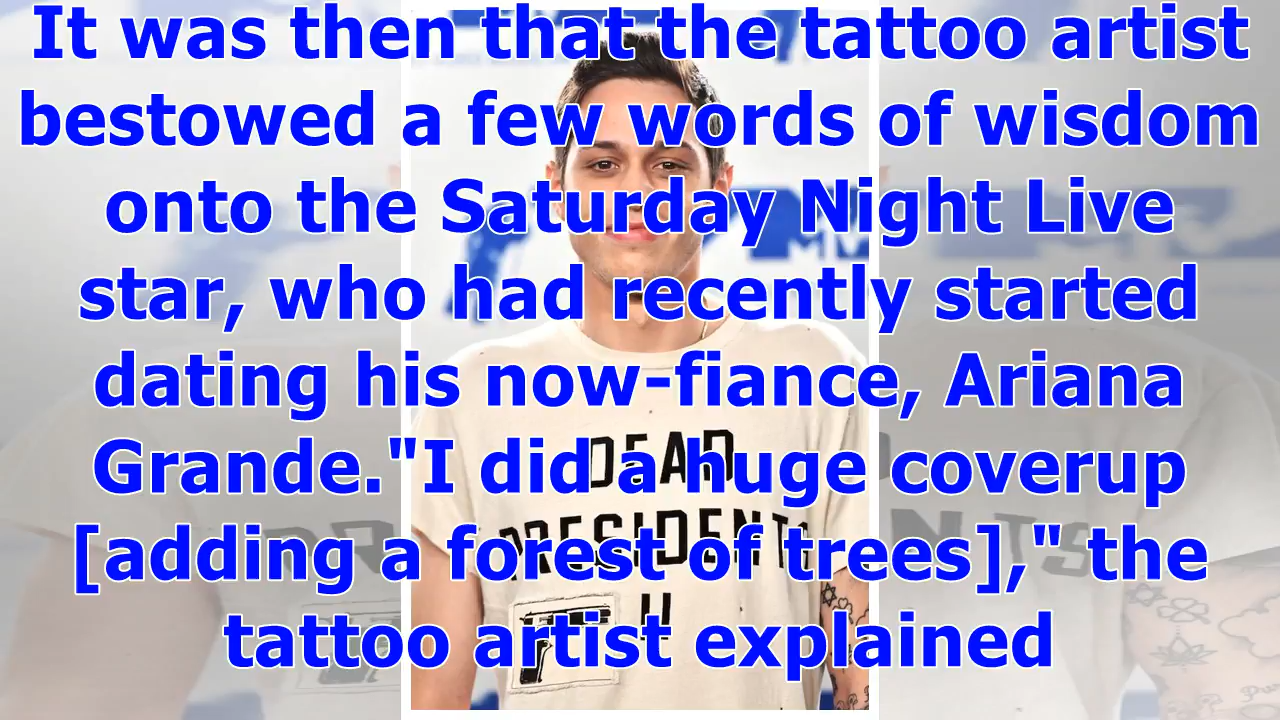 It was then that the tattoo artist
bestowed a few words of wisdom
onto the Saturday Night Live
star, who had recently started
dating his now-fiance, Ariana
Grande."I did a huge coverup
[adding a forest of trees]," the
tattoo artist explained
DEAD
PRESIDENTS